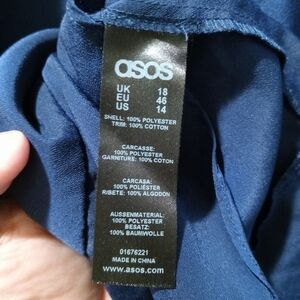 asos
UK 18
EU 46
US 14
SHELL: 100% POLYESTER
TRIM: 100% COTTON
CARCASSE:
100% POLYESTER
GARNITURE: 100% COTON
CARCASA:
100% POLIÉSTER
RIBETE: 100% ALGODON
AUSSENMATERIAL:
100% POLYESTER
BESATZ:
100% BAUMWOLLE
01676221
MADE IN CHINA
www.asos.com